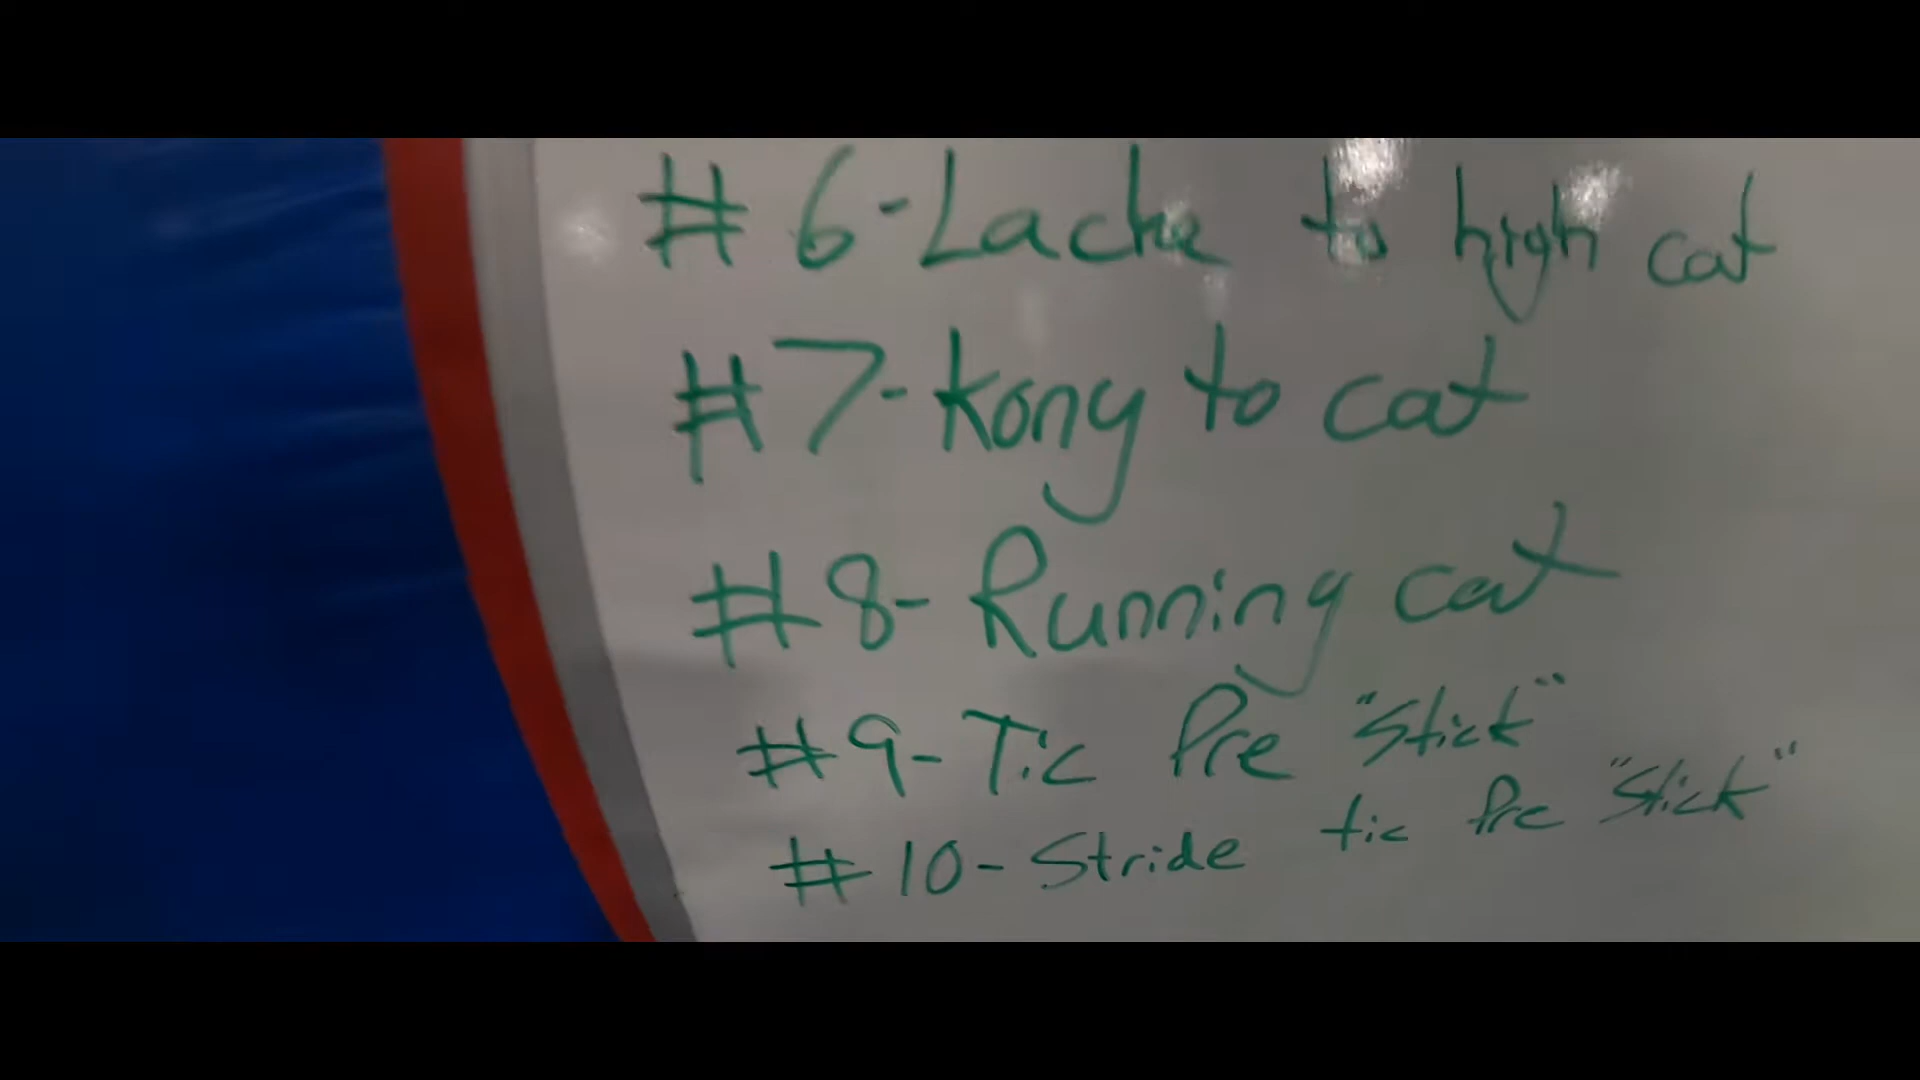 #6-Lache to high cat
#7-Kong to cat
#8-Running cat
#9-Tic Pre "Stick"
#10-Stride tic Pre "Stick"